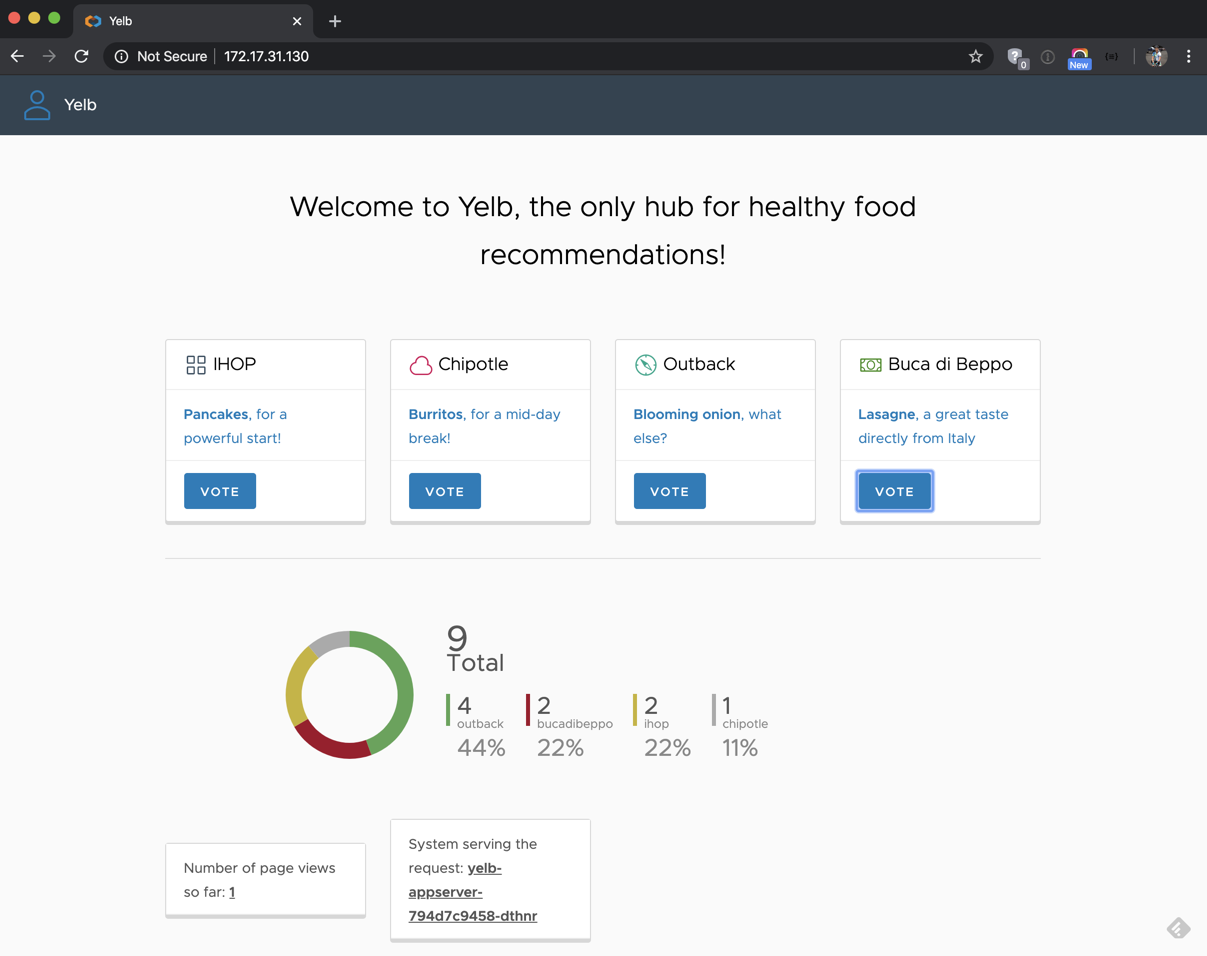 Yelb
Not Secure
172.17.31.130
0
New
Yelb
Welcome to Yelb, the only hub for healthy food
recommendations!
IHOP
Pancakes, for a
powerful start!
VOTE
Chipotle
Burritos, for a mid-day
break!
VOTE
Outback
Blooming onion, what
else?
VOTE
Buca di Beppo
Lasagne, a great taste
directly from Italy
VOTE
9
Total
4
outback
44%
2
bucadibeppo
22%
2
ihop
22%
1
chipotle
11%
Number of page views
so far: 1
System serving the
request: yelb-
appserver-
794d7c9458-dthnr